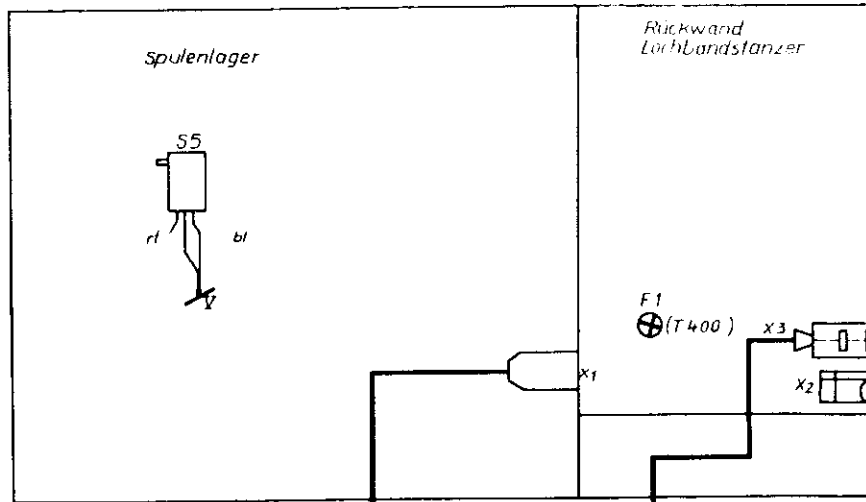 Spulenlager
Rückwand
Lochbandstanzer
S5
rt bl
V
F1
(T400) X3
X1
X2